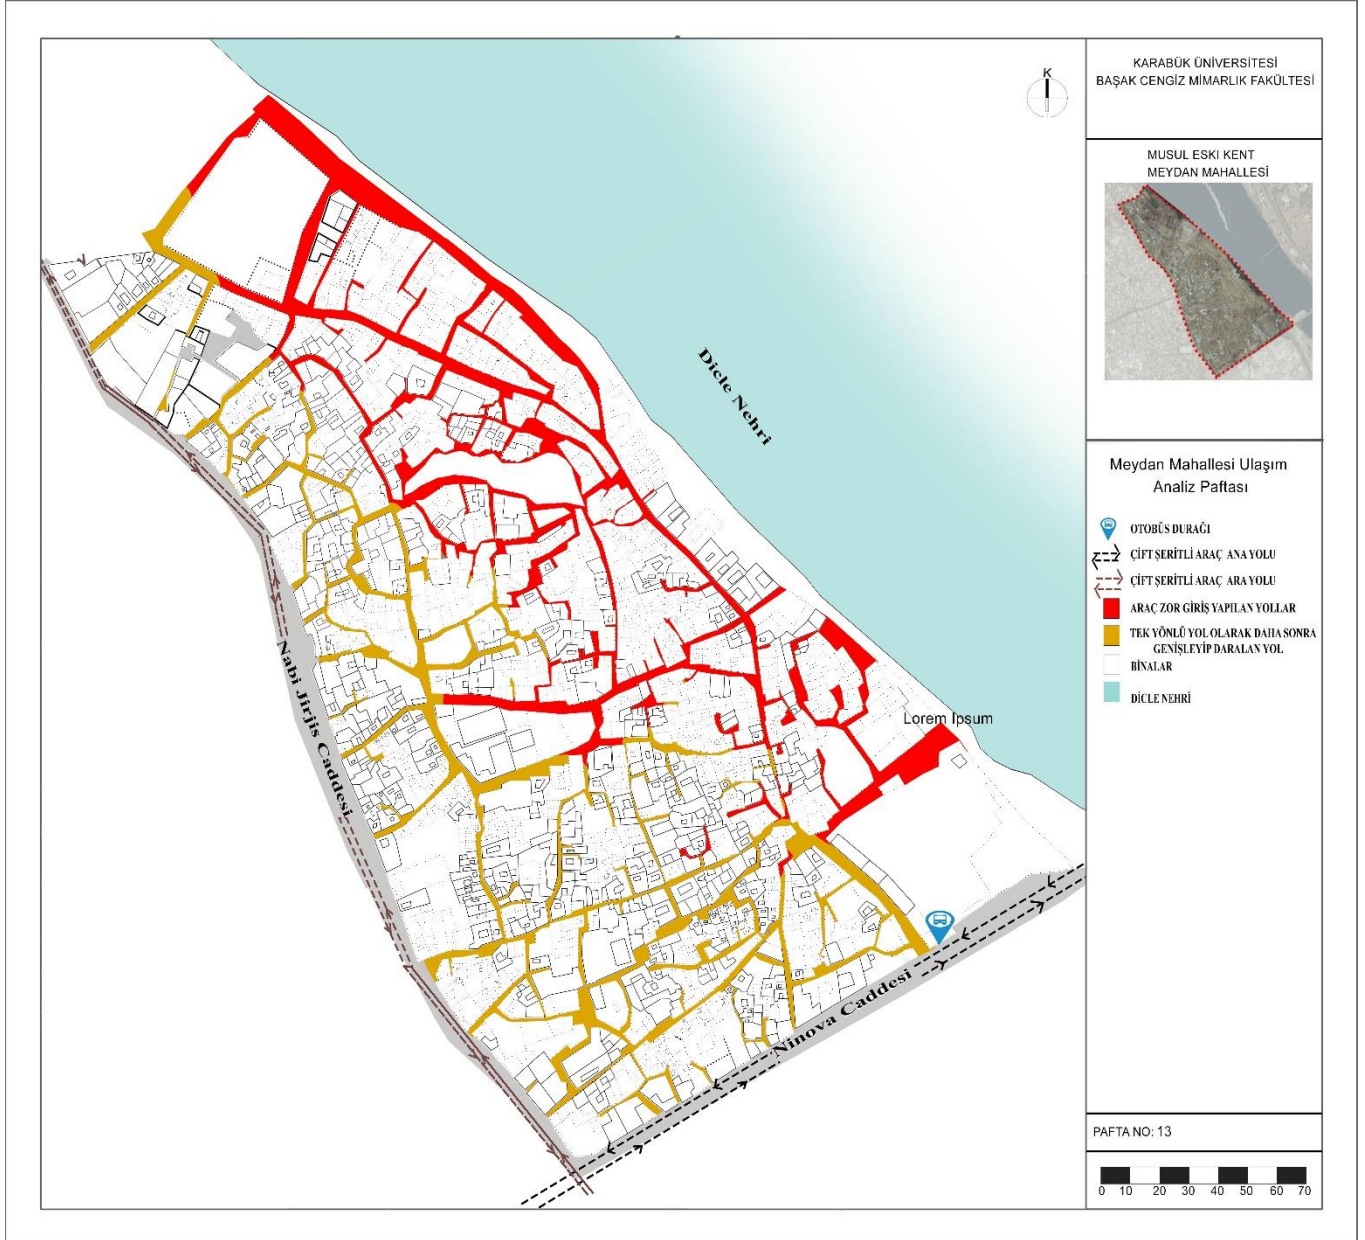 K
KARABÜK ÜNİVERSİTESİ
BAŞAK CENGİZ MİMARLIK FAKÜLTESİ
MUSUL ESKI KENT
MEYDAN MAHALLESİ
Meydan Mahallesi Ulaşım
Analiz Paftası
OTOBÜS DURAĞI
ÇİFT ŞERİTLİ ARAÇ ANA YOLU
ÇİFT ŞERİTLİ ARAÇ ARA YOLU
ARAÇ ZOR GİRİŞ YAPILAN YOLLAR
TEK YÖNLÜ YOL OLARAK DAHA SONRA
GENİŞLEYİP DARALAN YOL
BİNALAR
DİCLE NEHRİ
Dicle Nehri
Nabi Jirjis Caddesi
Lorem Ipsum
Ninova Caddesi
PAFTA NO: 13
0 10 20 30 40 50 60 70